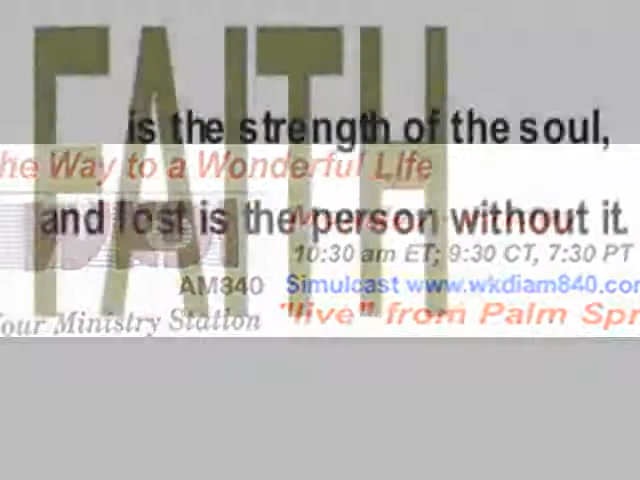 FAITH
is the strength of the soul,
he Way to a Wonderful Life
and lost is the person without it.
10:30 am ET; 9:30 CT, 7:30 PT
AM840 Simulcast www.wkdiam840.com
Your Ministry Station
"live" from Palm Spr